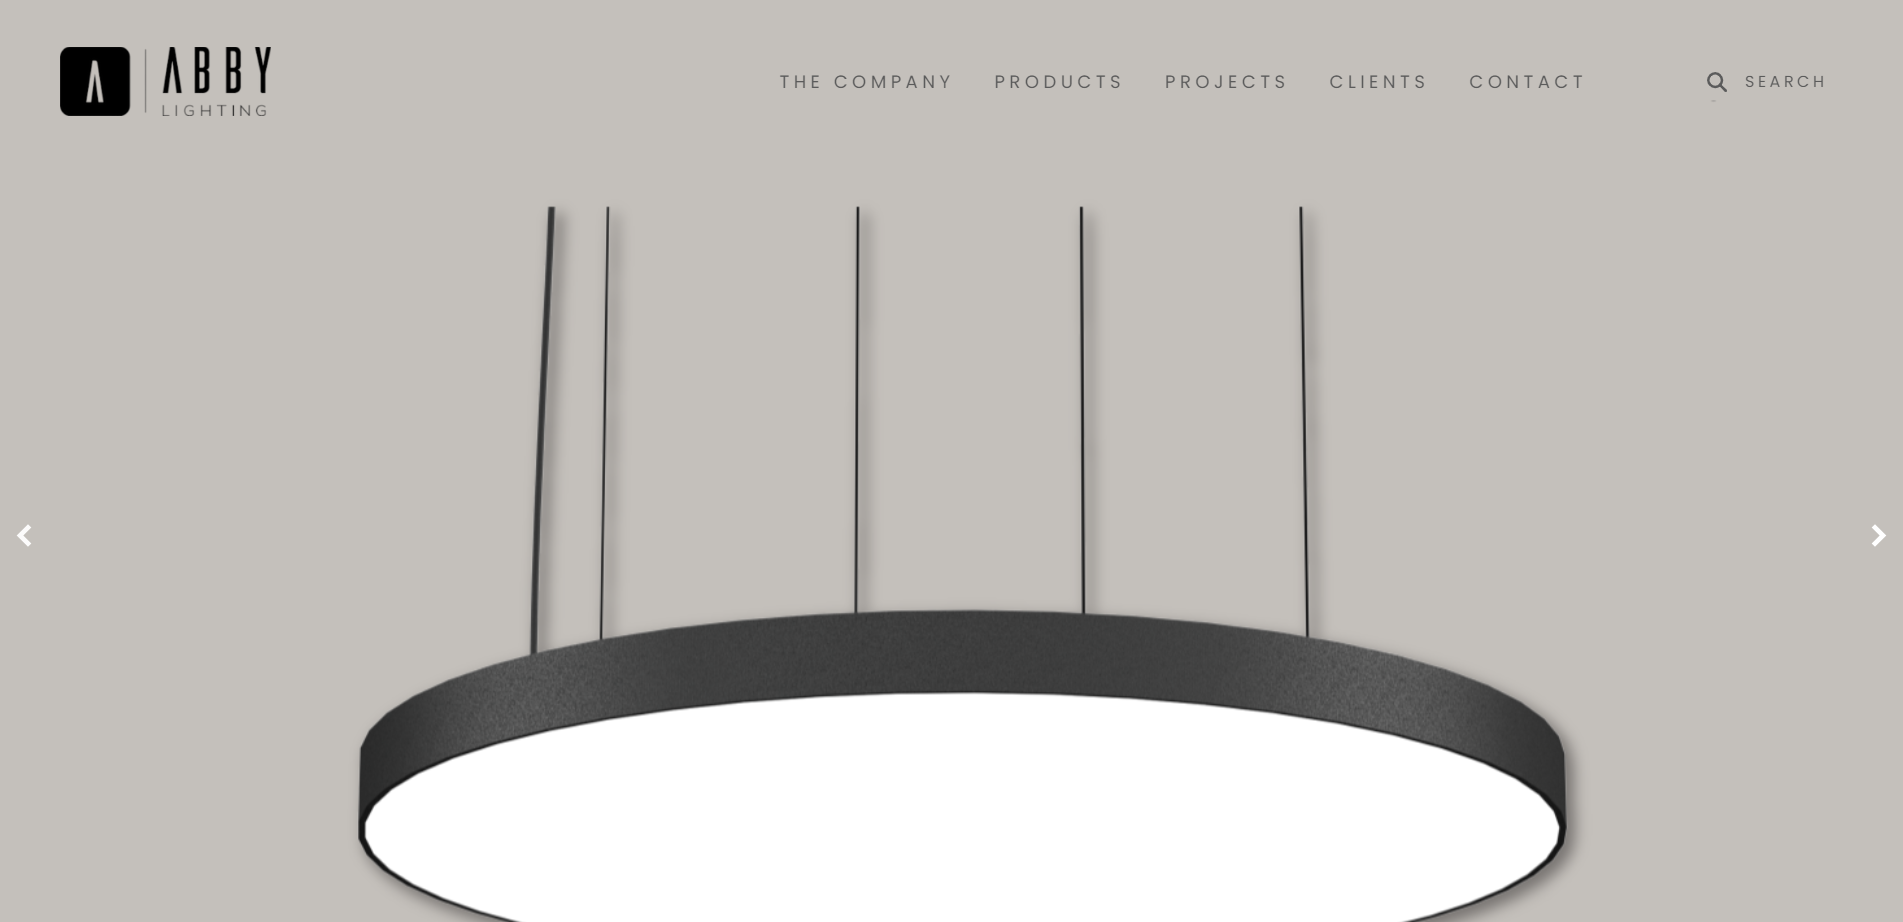 ABBY
LIGHTING
THE COMPANY PRODUCTS PROJECTS CLIENTS CONTACT SEARCH